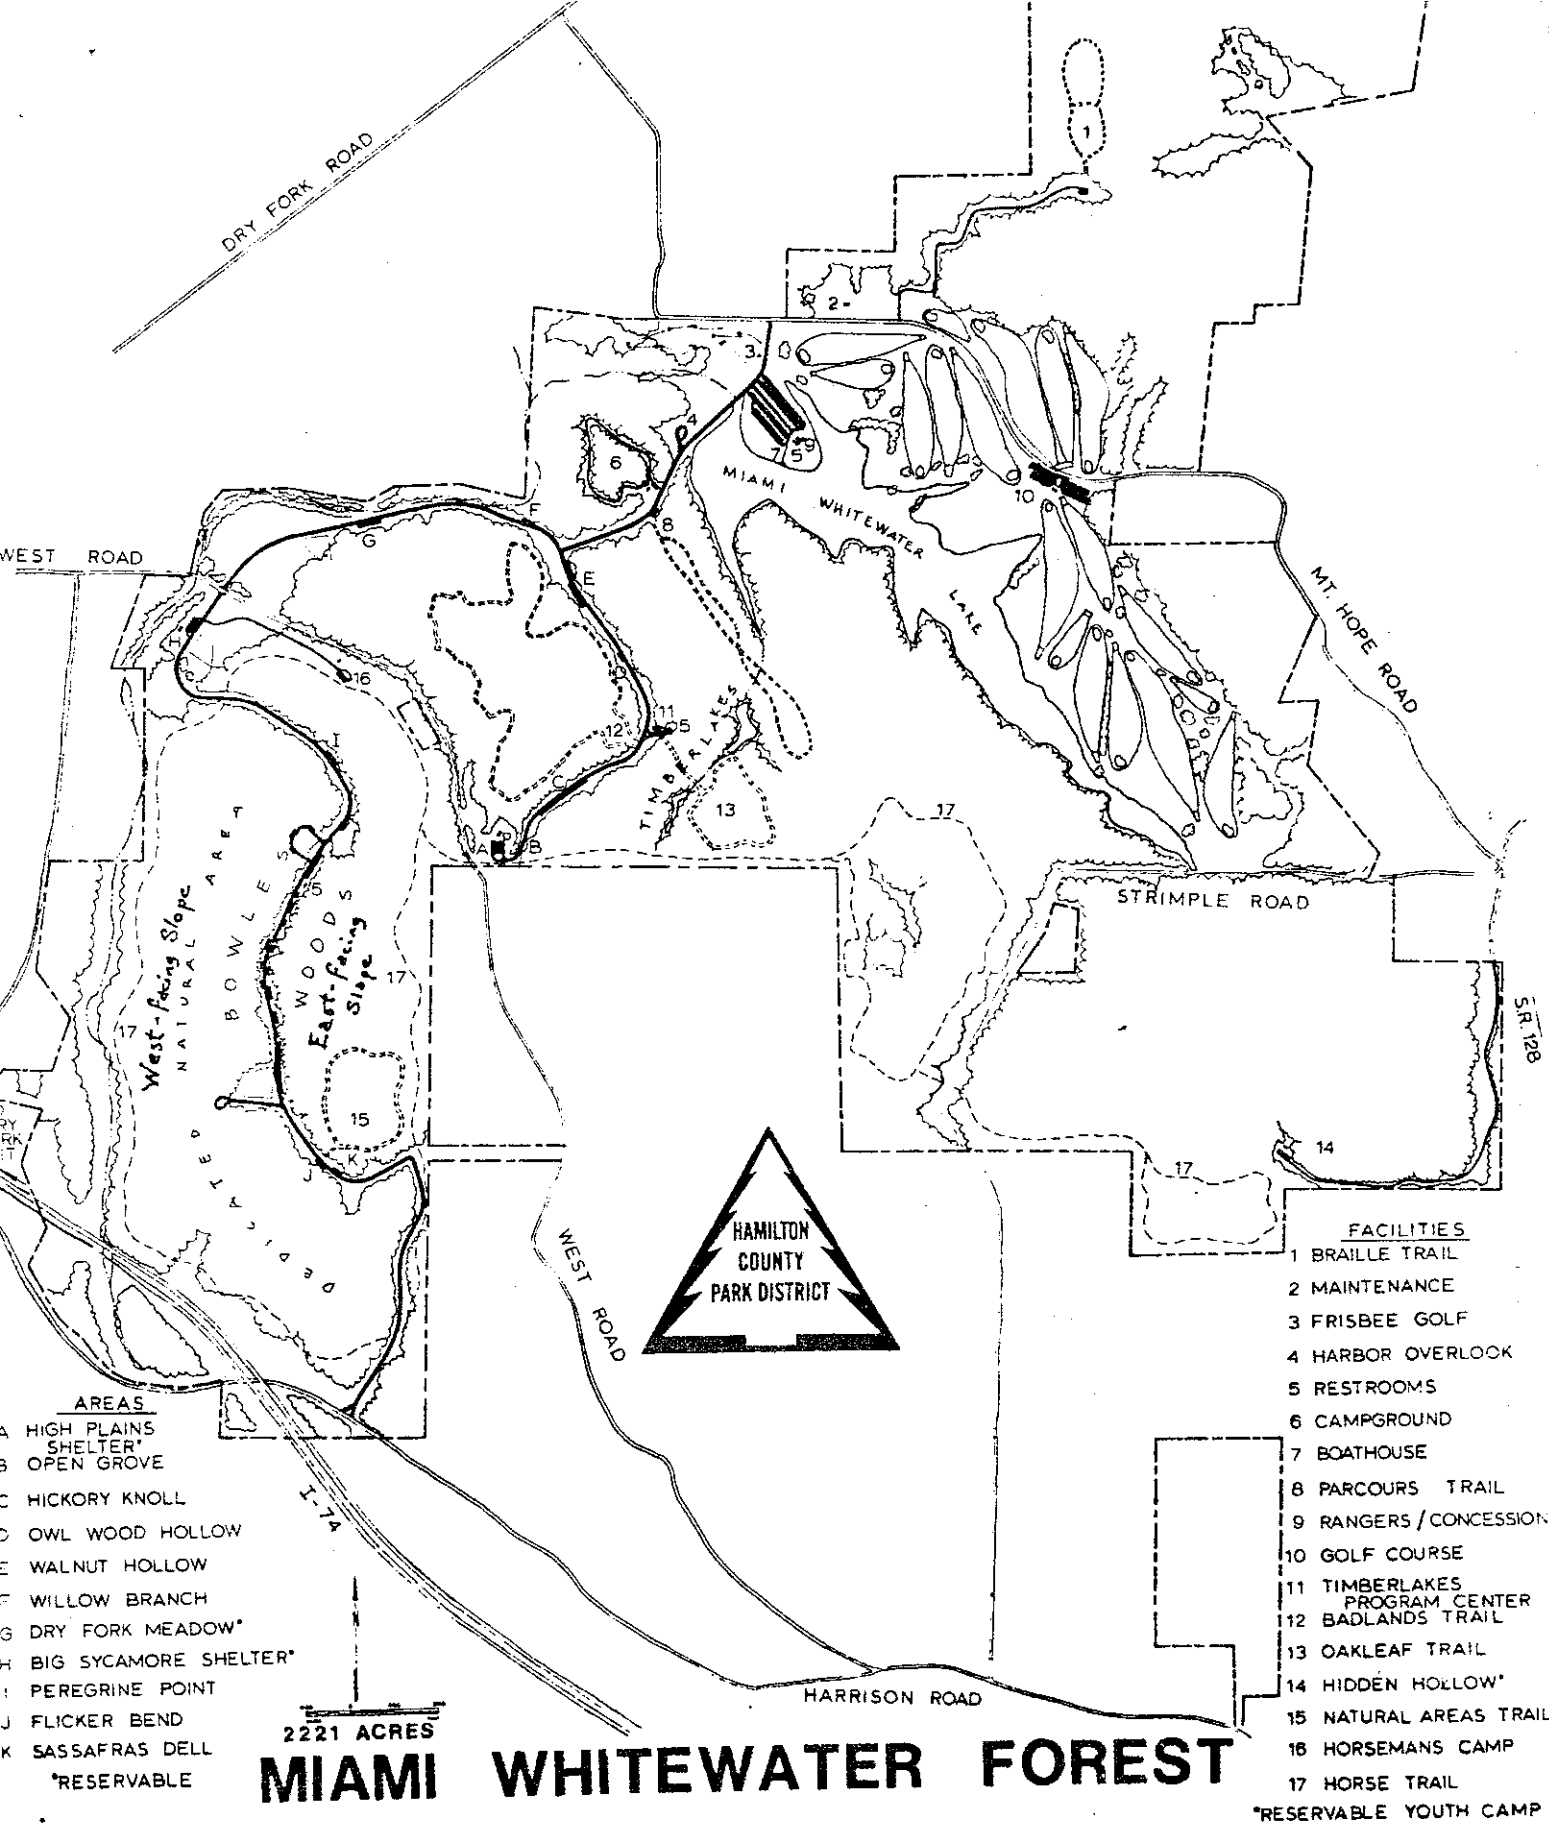 DRY FORK ROAD
1
2-
3.
4
7
5
9
6
10
8
MIAMI WHITEWATER LAKE
F
G
E
WEST ROAD
H
16
MT. HOPE ROAD
I
D
11
5
12
TIMBERLAKES
C
13
A
B
17
STRIMPLE ROAD
5
BOWLES WOODS
DEDICATED NATURAL AREA
West-facing Slope
East-facing
Slope
17
17
15
K
J
S.R. 128
14
17
HAMILTON
COUNTY
PARK DISTRICT
WEST ROAD
I-74
HARRISON ROAD
AREAS
A HIGH PLAINS
SHELTER*
B OPEN GROVE
C HICKORY KNOLL
D OWL WOOD HOLLOW
E WALNUT HOLLOW
F WILLOW BRANCH
G DRY FORK MEADOW*
H BIG SYCAMORE SHELTER*
I PEREGRINE POINT
J FLICKER BEND
K SASSAFRAS DELL
*RESERVABLE
FACILITIES
1 BRAILLE TRAIL
2 MAINTENANCE
3 FRISBEE GOLF
4 HARBOR OVERLOOK
5 RESTROOMS
6 CAMPGROUND
7 BOATHOUSE
8 PARCOURS TRAIL
9 RANGERS/CONCESSION
10 GOLF COURSE
11 TIMBERLAKES
PROGRAM CENTER
12 BADLANDS TRAIL
13 OAKLEAF TRAIL
14 HIDDEN HOLLOW*
15 NATURAL AREAS TRAIL
16 HORSEMANS CAMP
17 HORSE TRAIL
*RESERVABLE YOUTH CAMP
2221 ACRES
MIAMI WHITEWATER FOREST